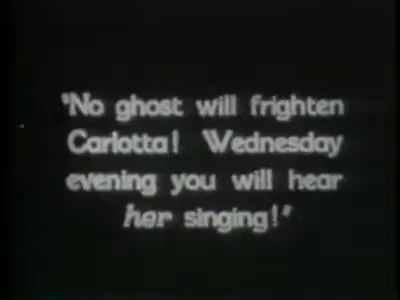 "No ghost will frighten
Carlotta! Wednesday
evening you will hear
her singing!"